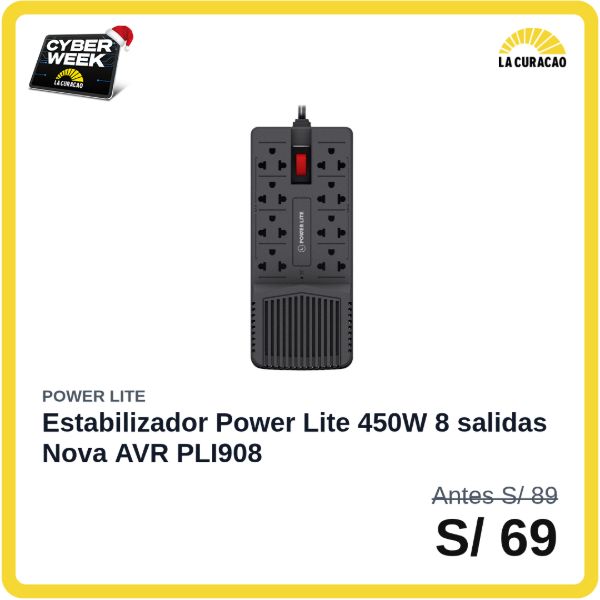 CYBER
WEEK
LA CURACAO
LA CURACAO
POWER LITE
POWER LITE
Estabilizador Power Lite 450W 8 salidas
Nova AVR PLI908
Antes S/ 89
S/ 69